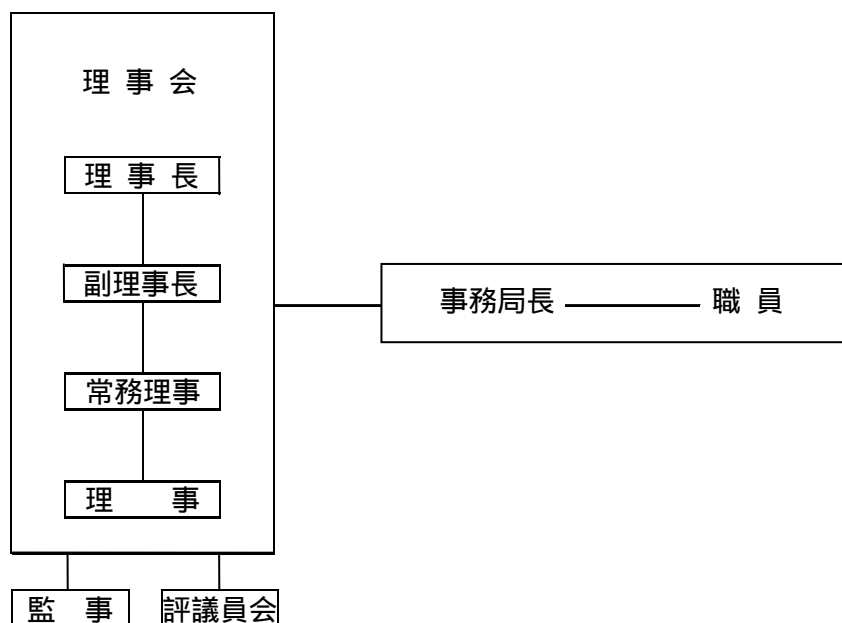 理 事 会
理 事 長
副理事長
事務局長 職 員
常務理事
理 事
監 事 評議員会